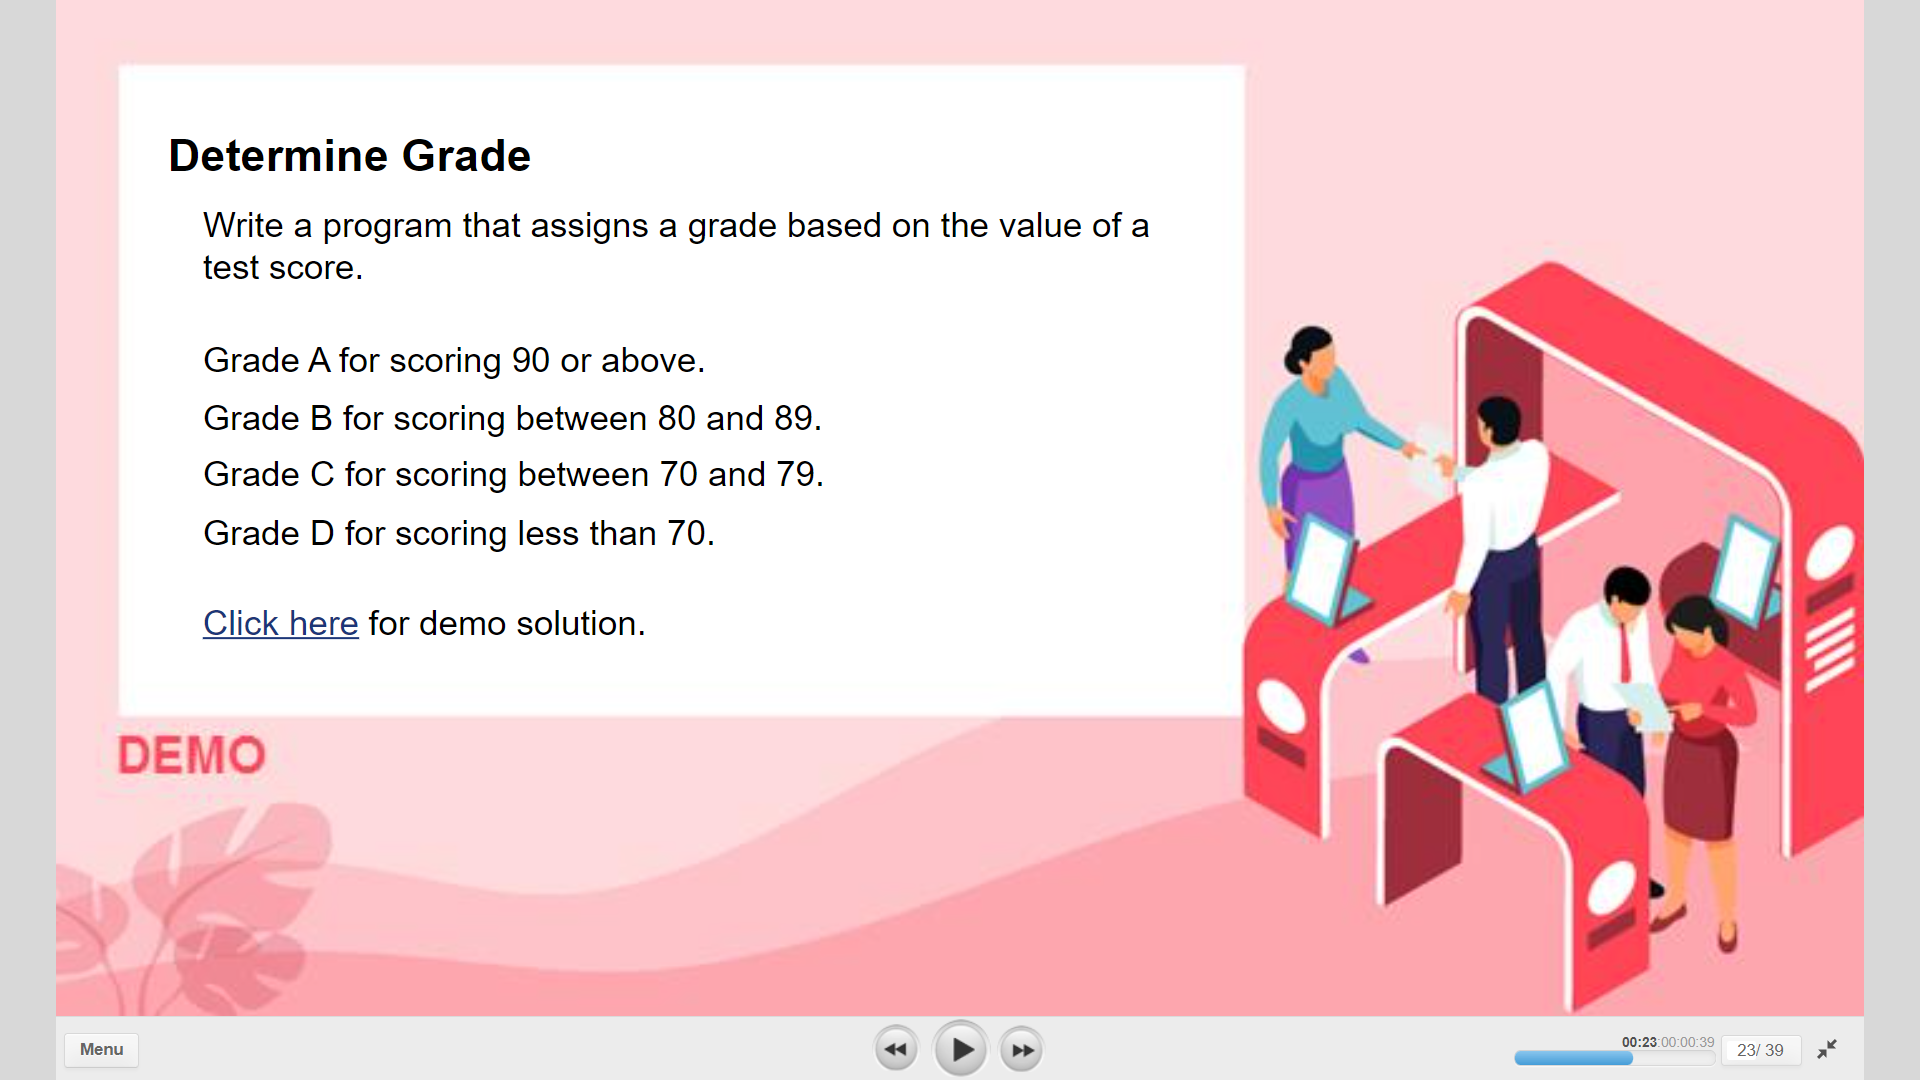 Determine Grade
Write a program that assigns a grade based on the value of a
test score.
Grade A for scoring 90 or above.
Grade B for scoring between 80 and 89.
Grade C for scoring between 70 and 79.
Grade D for scoring less than 70.
Click here for demo solution.
DEMO
Menu
00:23:00:00:39
23/ 39